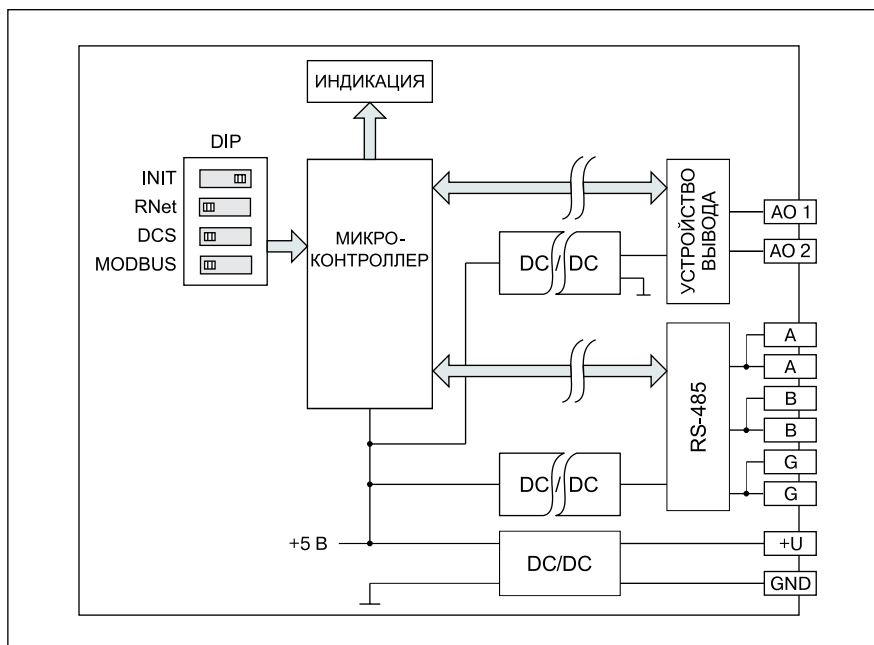 ИНДИКАЦИЯ
DIP
INIT
RNet
DCS
MODBUS
МИКРО-
КОНТРОЛЛЕР
DC / DC
УСТРОЙСТВО
ВЫВОДА
AO 1
AO 2
RS-485
A
A
B
B
G
G
DC / DC
+5 В
DC/DC
+U
GND